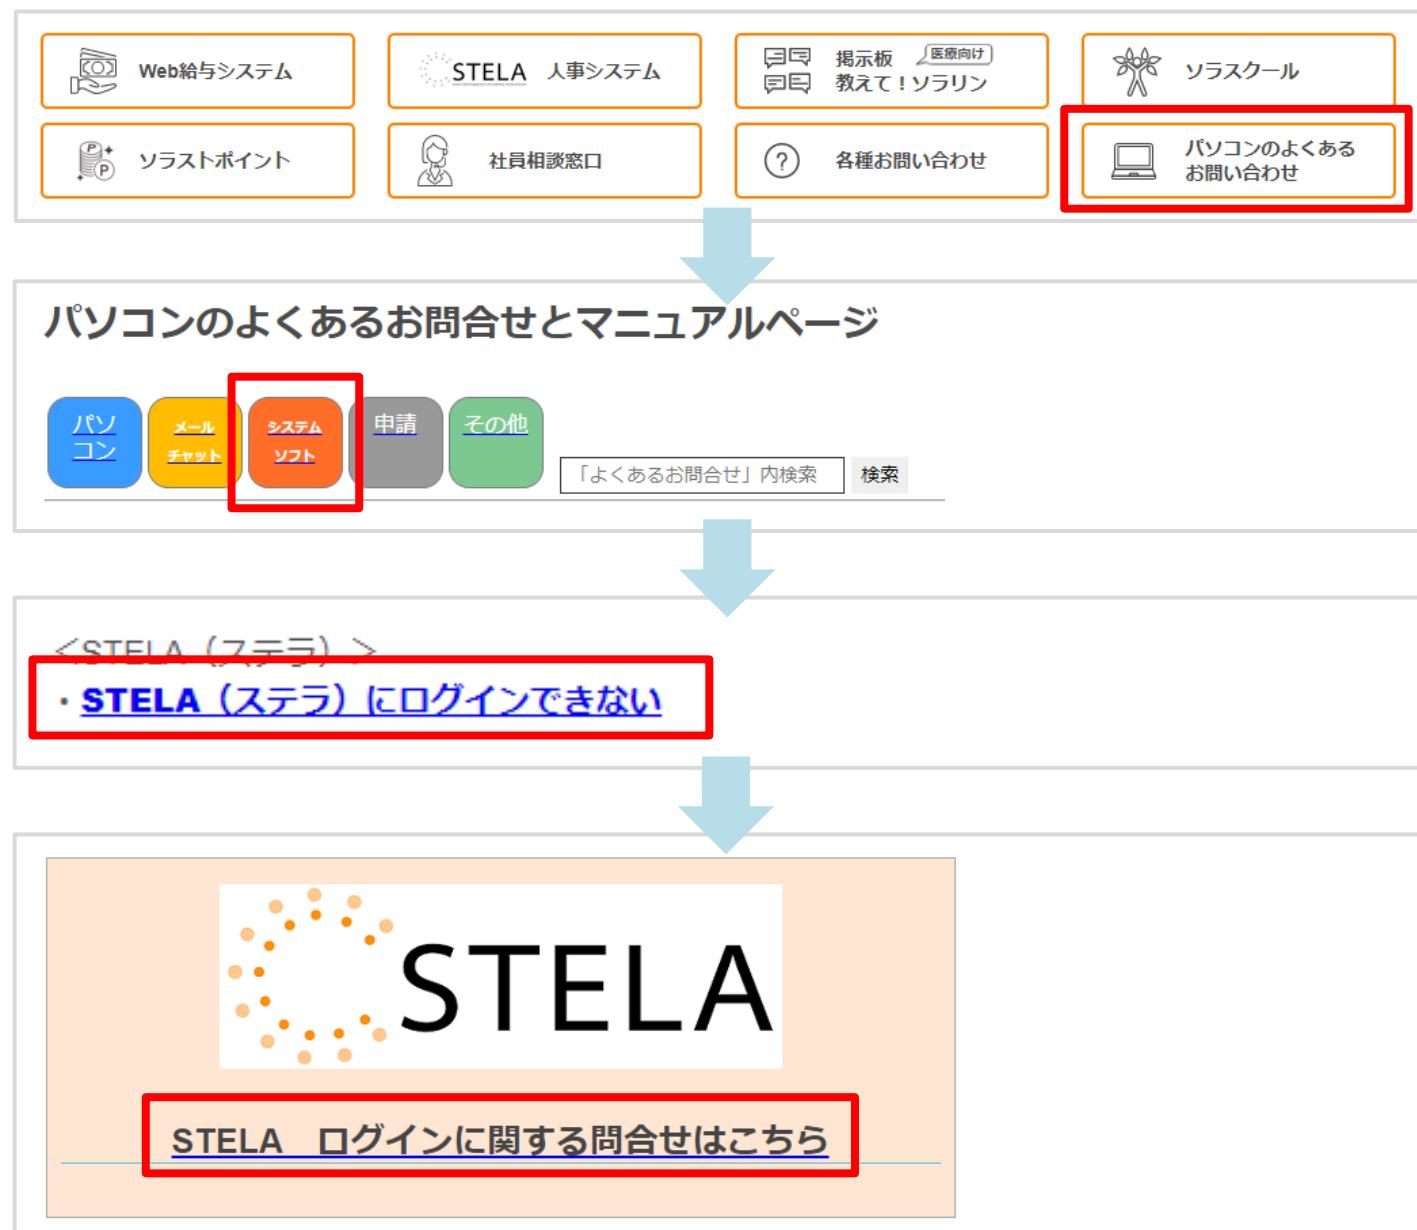 Web給与システム
STELA 人事システム
掲示板 医療向け
教えて！ソラリン
ソラスクール
ソラストポイント
社員相談窓口
? 各種お問い合わせ
パソコンのよくある
お問い合わせ
パソコンのよくあるお問合せとマニュアルページ
パソ
コン
メール
チャット
システム
ソフト
申請
その他
「よくあるお問合せ」内検索 検索
＜STELA（ステラ）＞
・STELA（ステラ）にログインできない
STELA
STELA　ログインに関する問合せはこちら